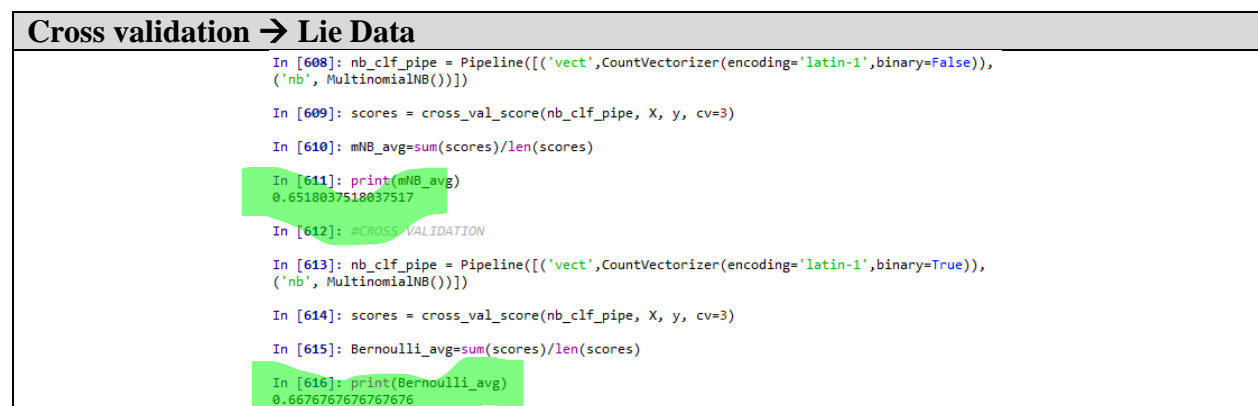 Cross validation → Lie Data
In [608]: nb_clf_pipe = Pipeline([('vect',CountVectorizer(encoding='latin-1',binary=False)),
('nb', MultinomialNB())])
In [609]: scores = cross_val_score(nb_clf_pipe, X, y, cv=3)
In [610]: mNB_avg=sum(scores)/len(scores)
In [611]: print(mNB_avg)
0.6518037518037517
In [612]: #CROSS VALIDATION
In [613]: nb_clf_pipe = Pipeline([('vect',CountVectorizer(encoding='latin-1',binary=True)),
('nb', MultinomialNB())])
In [614]: scores = cross_val_score(nb_clf_pipe, X, y, cv=3)
In [615]: Bernoulli_avg=sum(scores)/len(scores)
In [616]: print(Bernoulli_avg)
0.6676767676767676